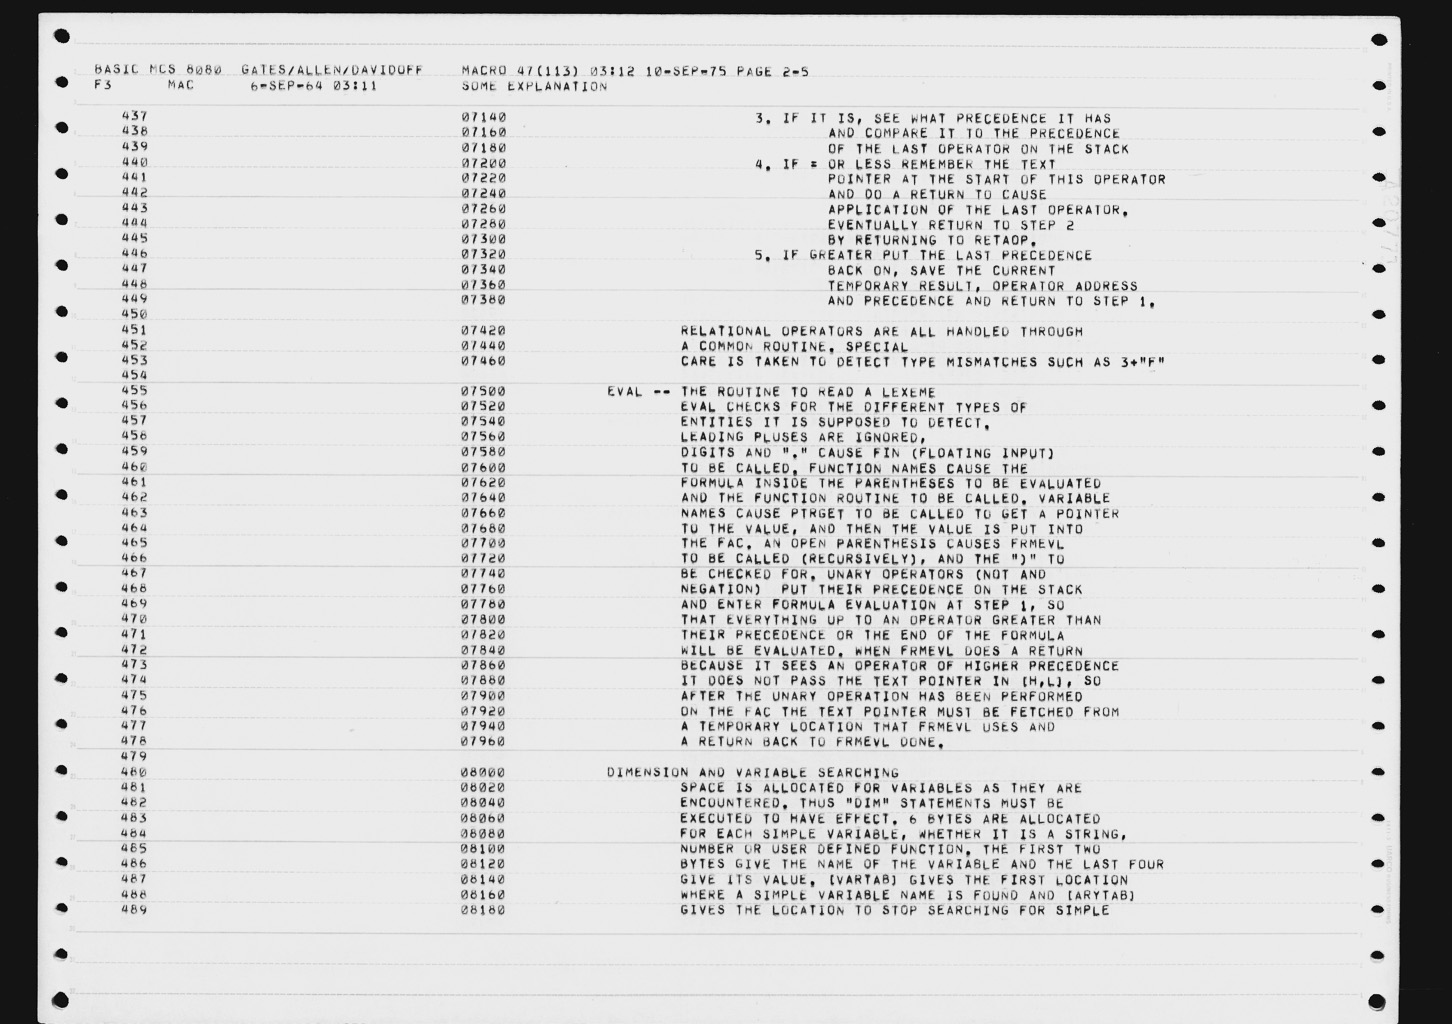 BASIC MCS 8080 GATES/ALLEN/DAVIDOFF MACRO 47(113) 03:12 10-SEP-75 PAGE 2-5
F3 MAC 6-SEP-64 03:11 SOME EXPLANATION
437 07140 3. IF IT IS, SEE WHAT PRECEDENCE IT HAS
438 07160 AND COMPARE IT TO THE PRECEDENCE
439 07180 OF THE LAST OPERATOR ON THE STACK
440 07200 4. IF = OR LESS REMEMBER THE TEXT
441 07220 POINTER AT THE START OF THIS OPERATOR
442 07240 AND DO A RETURN TO CAUSE
443 07260 APPLICATION OF THE LAST OPERATOR.
444 07280 EVENTUALLY RETURN TO STEP 2
445 07300 BY RETURNING TO RETAOP.
446 07320 5. IF GREATER PUT THE LAST PRECEDENCE
447 07340 BACK ON, SAVE THE CURRENT
448 07360 TEMPORARY RESULT, OPERATOR ADDRESS
449 07380 AND PRECEDENCE AND RETURN TO STEP 1.
450
451 07420 RELATIONAL OPERATORS ARE ALL HANDLED THROUGH
452 07440 A COMMON ROUTINE. SPECIAL
453 07460 CARE IS TAKEN TO DETECT TYPE MISMATCHES SUCH AS 3+"F"
454
455 07500 EVAL -- THE ROUTINE TO READ A LEXEME
456 07520 EVAL CHECKS FOR THE DIFFERENT TYPES OF
457 07540 ENTITIES IT IS SUPPOSED TO DETECT.
458 07560 LEADING PLUSES ARE IGNORED,
459 07580 DIGITS AND "." CAUSE FIN (FLOATING INPUT)
460 07600 TO BE CALLED. FUNCTION NAMES CAUSE THE
461 07620 FORMULA INSIDE THE PARENTHESES TO BE EVALUATED
462 07640 AND THE FUNCTION ROUTINE TO BE CALLED. VARIABLE
463 07660 NAMES CAUSE PTRGET TO BE CALLED TO GET A POINTER
464 07680 TO THE VALUE, AND THEN THE VALUE IS PUT INTO
465 07700 THE FAC. AN OPEN PARENTHESIS CAUSES FRMEVL
466 07720 TO BE CALLED (RECURSIVELY), AND THE ")" TO
467 07740 BE CHECKED FOR. UNARY OPERATORS (NOT AND
468 07760 NEGATION) PUT THEIR PRECEDENCE ON THE STACK
469 07780 AND ENTER FORMULA EVALUATION AT STEP 1, SO
470 07800 THAT EVERYTHING UP TO AN OPERATOR GREATER THAN
471 07820 THEIR PRECEDENCE OR THE END OF THE FORMULA
472 07840 WILL BE EVALUATED. WHEN FRMEVL DOES A RETURN
473 07860 BECAUSE IT SEES AN OPERATOR OF HIGHER PRECEDENCE
474 07880 IT DOES NOT PASS THE TEXT POINTER IN [H,L], SO
475 07900 AFTER THE UNARY OPERATION HAS BEEN PERFORMED
476 07920 ON THE FAC THE TEXT POINTER MUST BE FETCHED FROM
477 07940 A TEMPORARY LOCATION THAT FRMEVL USES AND
478 07960 A RETURN BACK TO FRMEVL DONE.
479
480 08000 DIMENSION AND VARIABLE SEARCHING
481 08020 SPACE IS ALLOCATED FOR VARIABLES AS THEY ARE
482 08040 ENCOUNTERED. THUS "DIM" STATEMENTS MUST BE
483 08060 EXECUTED TO HAVE EFFECT. 6 BYTES ARE ALLOCATED
484 08080 FOR EACH SIMPLE VARIABLE, WHETHER IT IS A STRING,
485 08100 NUMBER OR USER DEFINED FUNCTION. THE FIRST TWO
486 08120 BYTES GIVE THE NAME OF THE VARIABLE AND THE LAST FOUR
487 08140 GIVE ITS VALUE. [VARTAB] GIVES THE FIRST LOCATION
488 08160 WHERE A SIMPLE VARIABLE NAME IS FOUND AND [ARYTAB]
489 08180 GIVES THE LOCATION TO STOP SEARCHING FOR SIMPLE